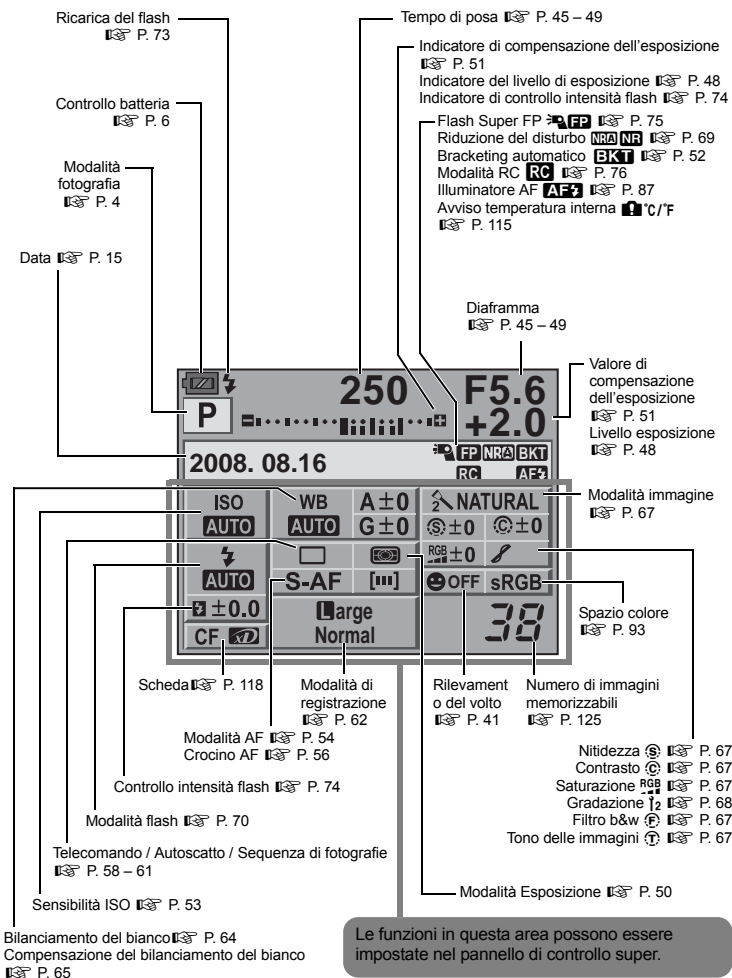 Ricarica del flash
☞ P. 73
Tempo di posa ☞ P. 45 – 49
Indicatore di compensazione dell'esposizione
☞ P. 51
Indicatore del livello di esposizione ☞ P. 48
Indicatore di controllo intensità flash ☞ P. 74
Controllo batteria
☞ P. 6
Flash Super FP FP ☞ P. 75
Riduzione del disturbo NRA NR ☞ P. 69
Bracketing automatico BKT ☞ P. 52
Modalità RC RC ☞ P. 76
Illuminatore AF AF ☞ P. 87
Avviso temperatura interna °C/°F
☞ P. 115
Modalità
fotografia
☞ P. 4
Data ☞ P. 15
Diaframma
☞ P. 45 – 49
Valore di
compensazione
dell'esposizione
☞ P. 51
Livello esposizione
☞ P. 48
250 F5.6
P +2.0
2008. 08.16 FP NRA BKT
RC AF
ISO WB A±0 NATURAL
AUTO AUTO G±0 S±0 C±0
RGB±0
AUTO S-AF OFF sRGB
±0.0 Large
CF xD Normal 38
Modalità immagine
☞ P. 67
Spazio colore
☞ P. 93
Scheda☞ P. 118
Modalità di
registrazione
☞ P. 62
Rilevament
o del volto
☞ P. 41
Numero di immagini
memorizzabili
☞ P. 125
Modalità AF ☞ P. 54
Crocino AF ☞ P. 56
Nitidezza S ☞ P. 67
Contrasto C ☞ P. 67
Saturazione RGB ☞ P. 67
Gradazione 2 ☞ P. 68
Filtro b&w F ☞ P. 67
Tono delle immagini T ☞ P. 67
Controllo intensità flash ☞ P. 74
Modalità flash ☞ P. 70
Telecomando / Autoscatto / Sequenza di fotografie
☞ P. 58 – 61
Modalità Esposizione ☞ P. 50
Sensibilità ISO ☞ P. 53
Bilanciamento del bianco☞ P. 64
Compensazione del bilanciamento del bianco
☞ P. 65
Le funzioni in questa area possono essere
impostate nel pannello di controllo super.